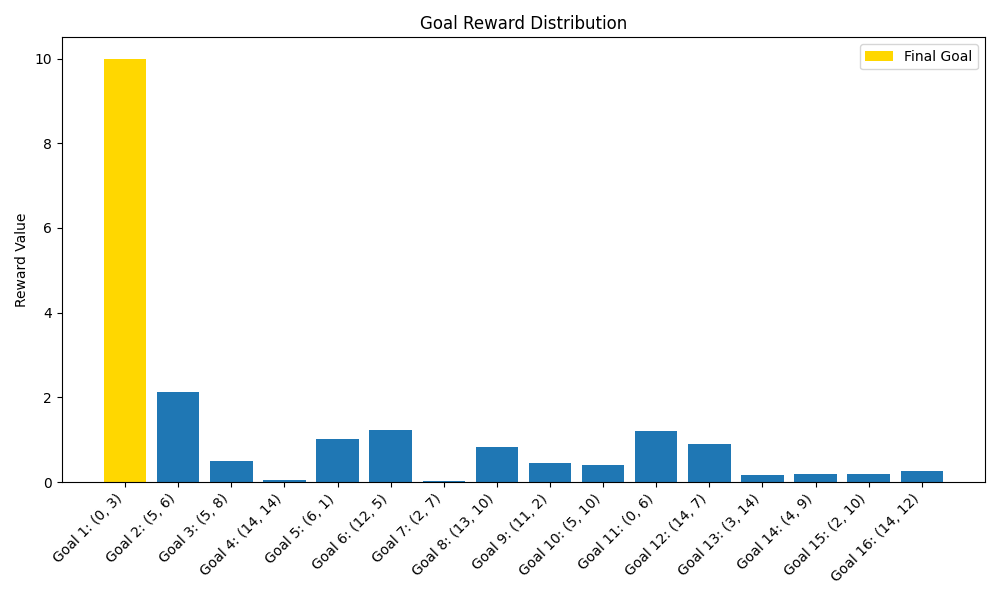 Goal Reward Distribution
Final Goal
Reward Value
10
8
6
4
2
0
Goal 1: (0, 3)
Goal 2: (5, 6)
Goal 3: (5, 8)
Goal 4: (14, 14)
Goal 5: (6, 1)
Goal 6: (12, 5)
Goal 7: (2, 7)
Goal 8: (13, 10)
Goal 9: (11, 2)
Goal 10: (5, 10)
Goal 11: (0, 6)
Goal 12: (14, 7)
Goal 13: (3, 14)
Goal 14: (4, 9)
Goal 15: (2, 10)
Goal 16: (14, 12)